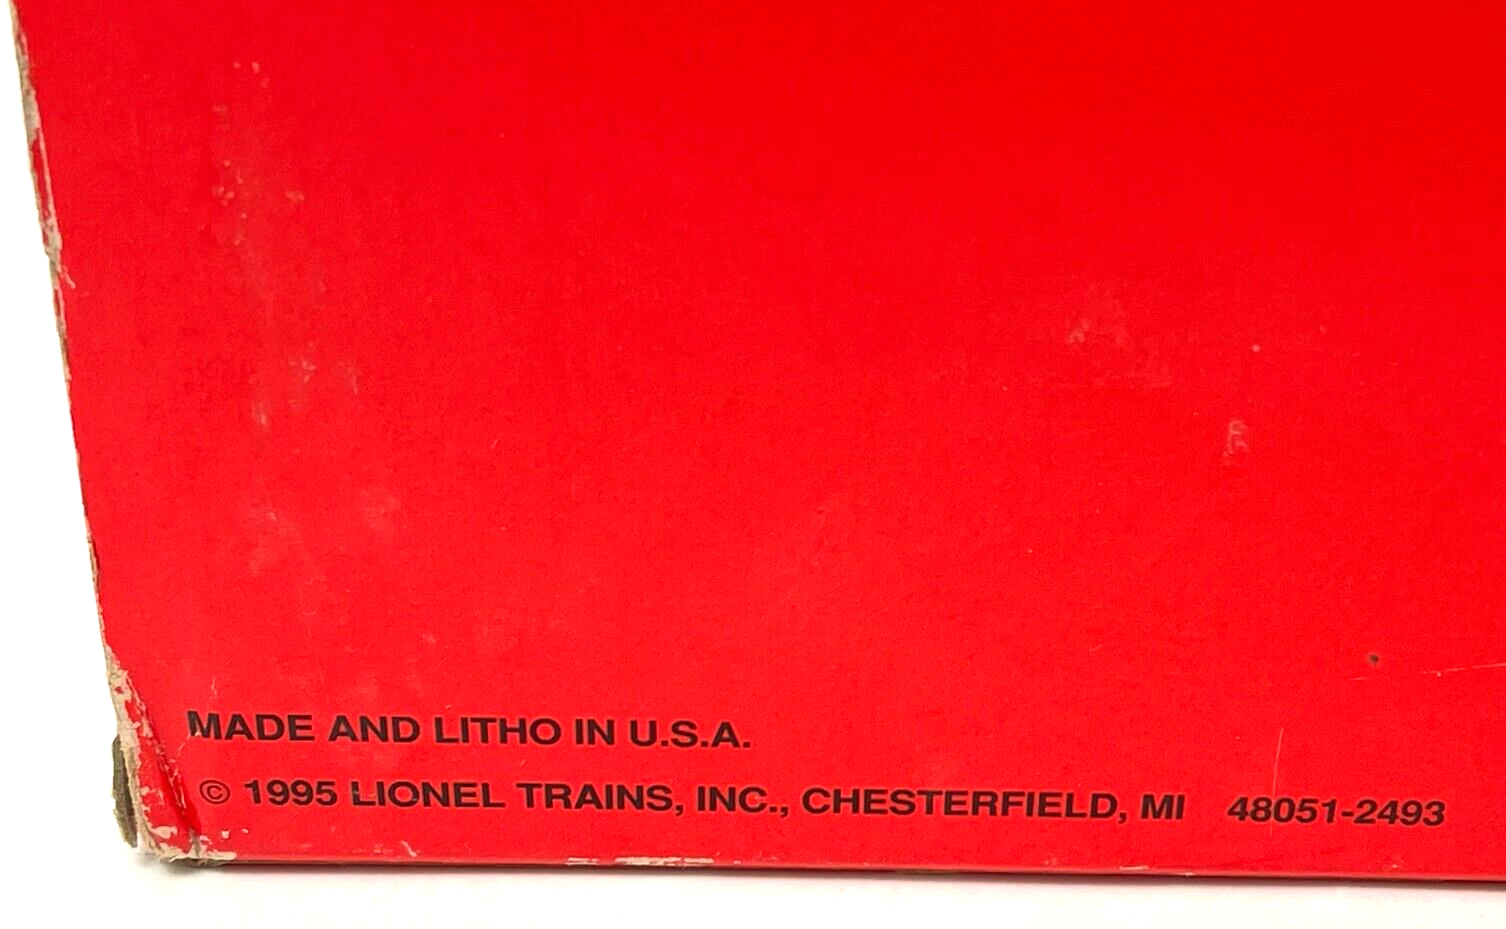 MADE AND LITHO IN U.S.A.
© 1995 LIONEL TRAINS, INC., CHESTERFIELD, MI 48051-2493